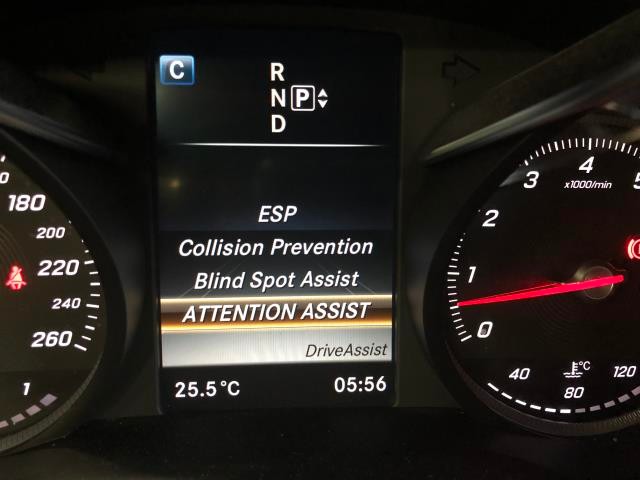 C
R
N P
D
ESP
Collision Prevention
Blind Spot Assist
ATTENTION ASSIST
DriveAssist
25.5°C
05:56
180
200
220
240
260
1
0
1
2
3
4
x1000/min
40
80
120
°C